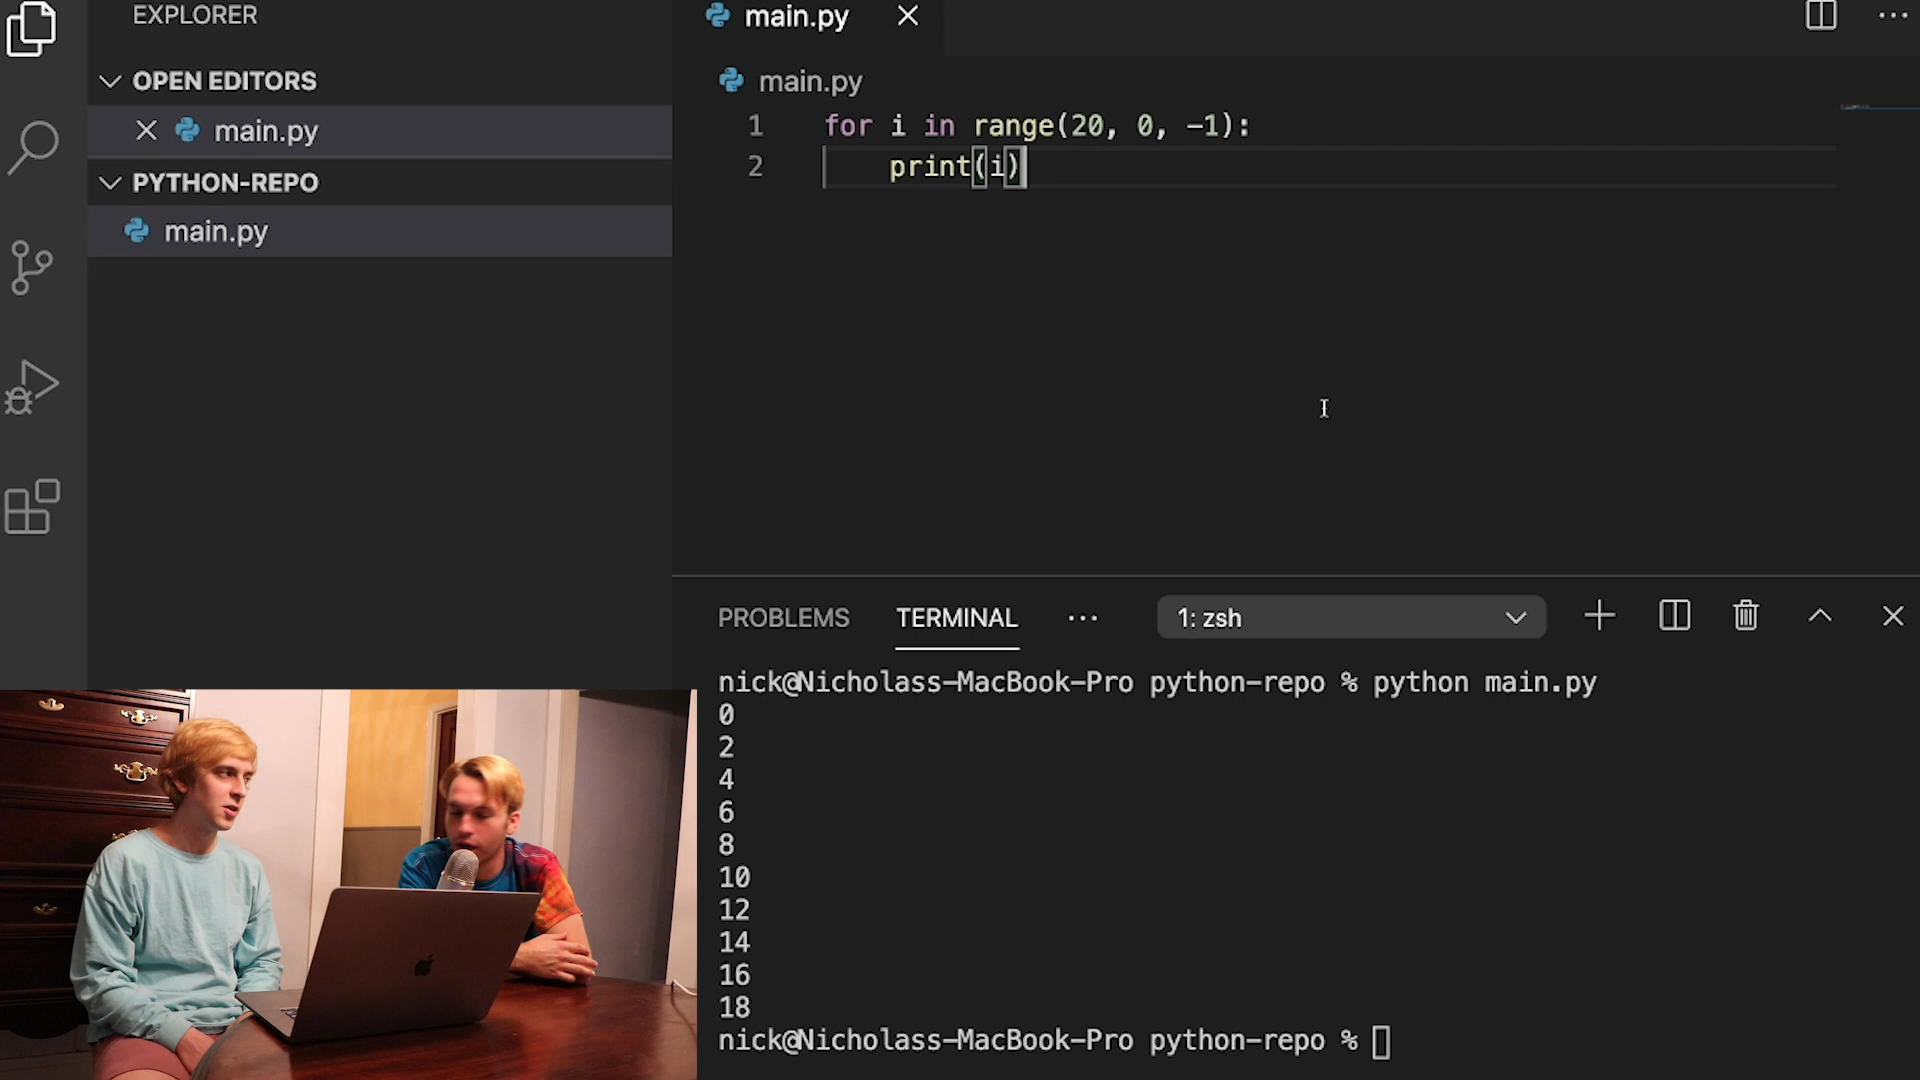 EXPLORER
OPEN EDITORS
main.py
PYTHON-REPO
main.py
main.py
main.py
1 for i in range(20, 0, -1):
2 print(i)
PROBLEMS TERMINAL ... 1: zsh
nick@Nicholass-MacBook-Pro python-repo % python main.py
0
2
4
6
8
10
12
14
16
18
nick@Nicholass-MacBook-Pro python-repo %